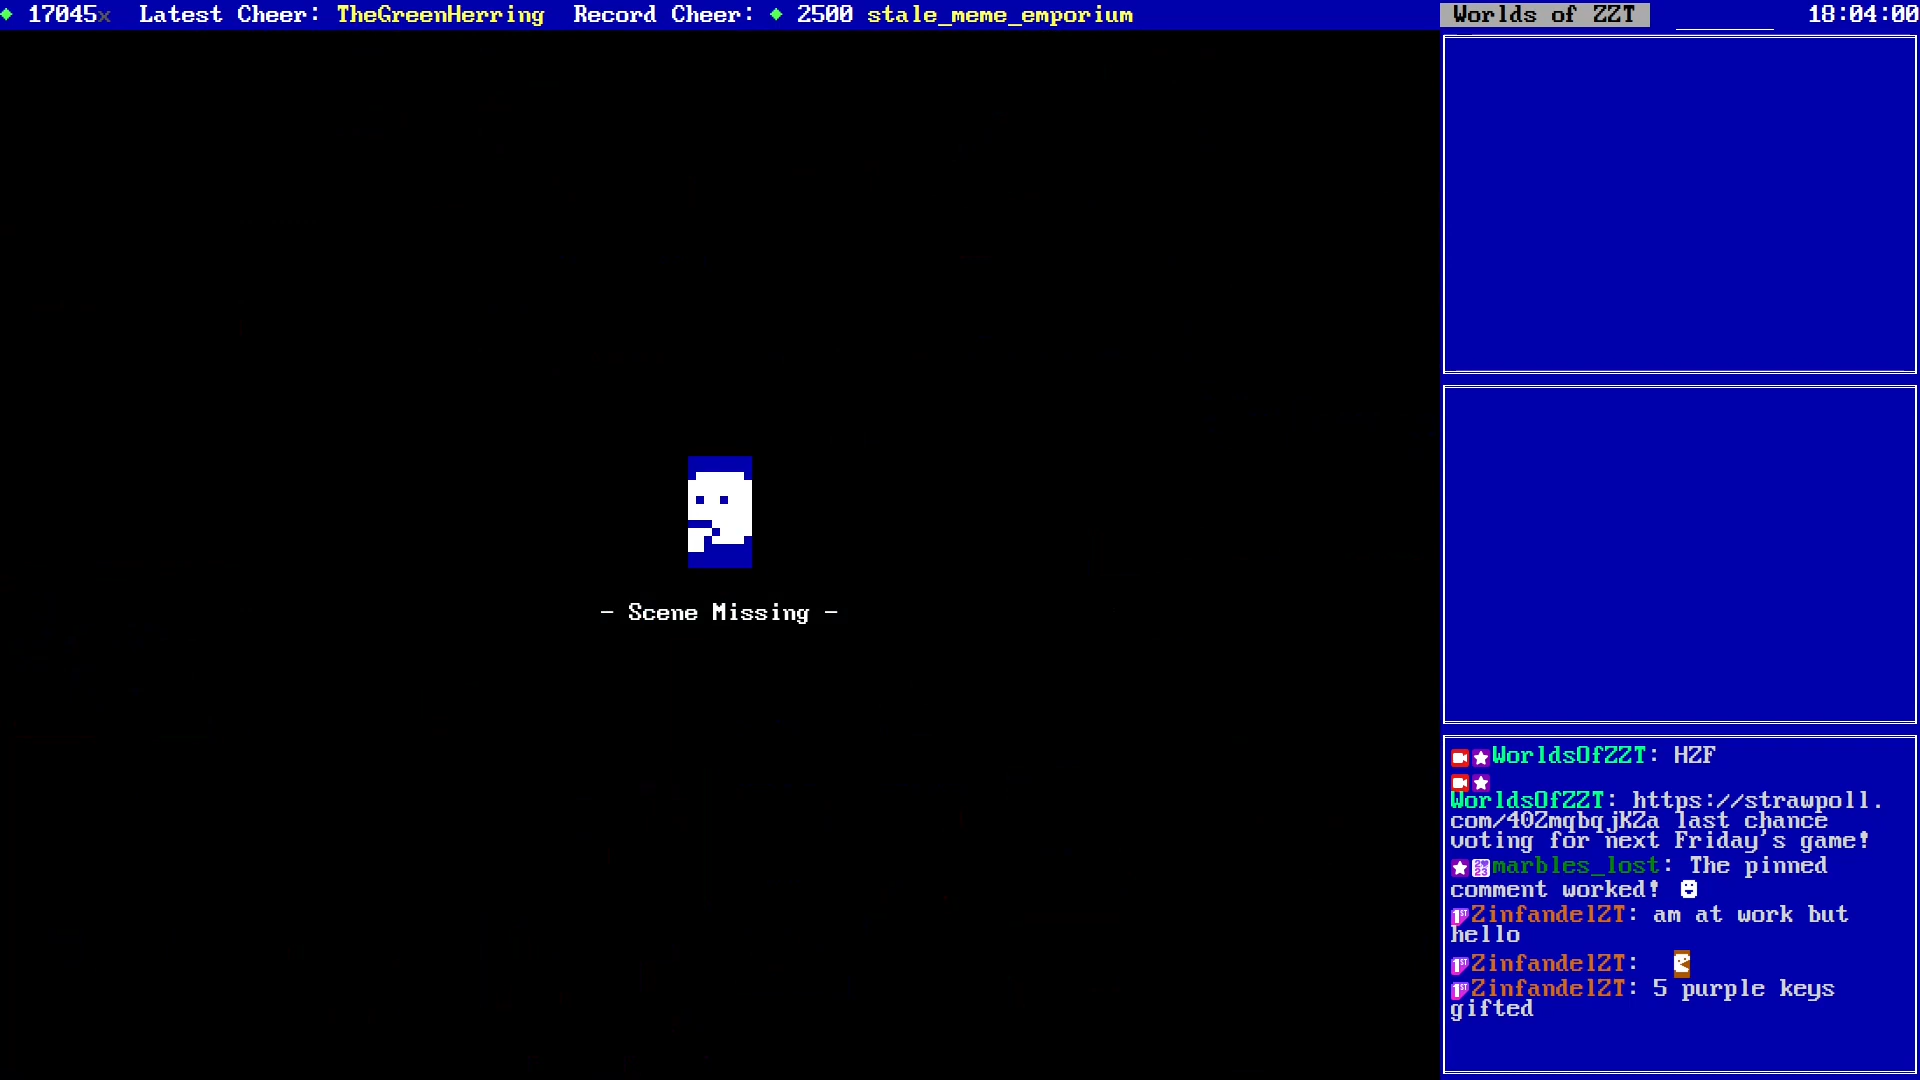 17045x Latest Cheer: TheGreenHerring Record Cheer: 2500 stale_meme_emporium
Worlds of ZZT
18:04:00
- Scene Missing -
WorldsOfZZT: HZF
WorldsOfZZT: https://strawpoll.
com/40ZmqbqjKZa last chance
voting for next Friday's game!
marbles_lost: The pinned
comment worked!
ZinfandelZT: am at work but
hello
ZinfandelZT:
ZinfandelZT: 5 purple keys
gifted